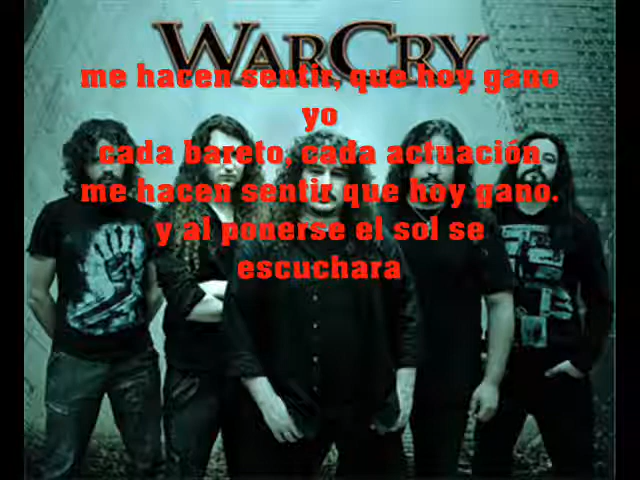 WARCRY
me hacen sentir, que hoy gano
yo
cada bareto, cada actuación
me hacen sentir que hoy gano.
y al ponerse el sol se
escuchara